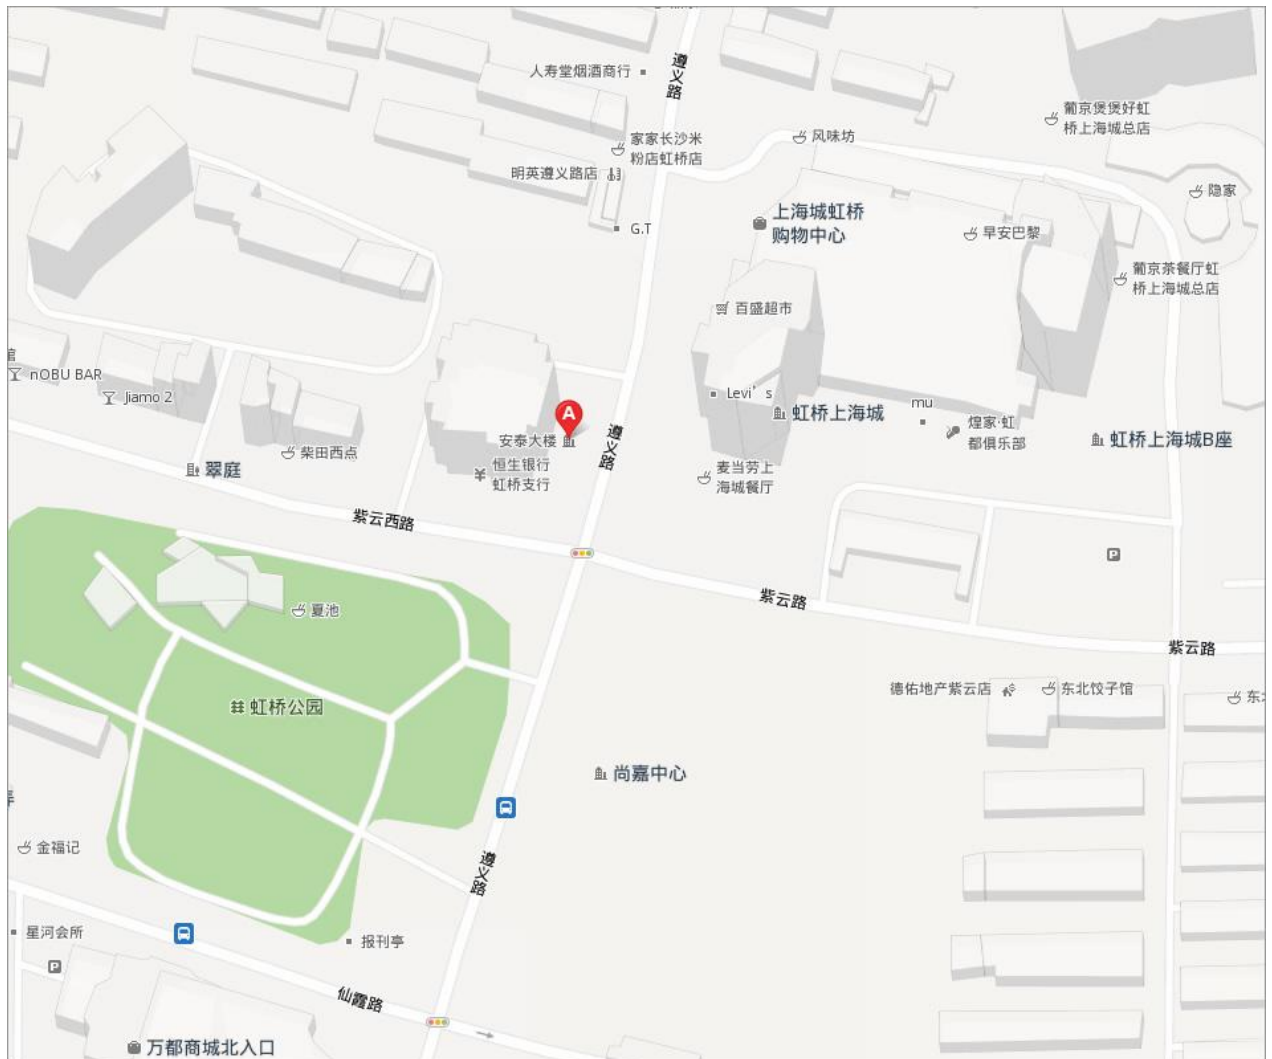 遵义路
人寿堂烟酒商行
葡京煲煲好虹
桥上海城总店
风味坊
家家长沙米
粉店虹桥店
明英遵义路店
隐家
上海城虹桥
购物中心
G.T
早安巴黎
葡京茶餐厅虹
桥上海城总店
百盛超市
nOBU BAR
Jiamo 2
Levi's
mu
虹桥上海城
煌家·虹
都俱乐部
虹桥上海城B座
A
安泰大楼
遵义路
柴田西点
翠庭
恒生银行
虹桥支行
麦当劳上
海城餐厅
紫云西路
P
紫云路
夏池
紫云路
德佑地产紫云店
东北饺子馆
虹桥公园
尚嘉中心
金福记
遵义路
星河会所
报刊亭
P
仙霞路
万都商城北入口